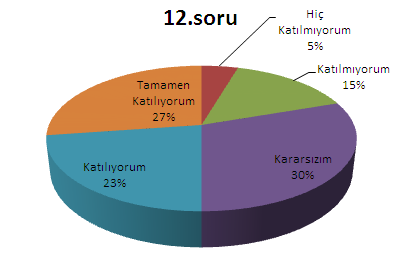 12.soru
Hiç
Katılmıyorum
5%
Katılmıyorum
15%
Kararsızım
30%
Katılıyorum
23%
Tamamen
Katılıyorum
27%